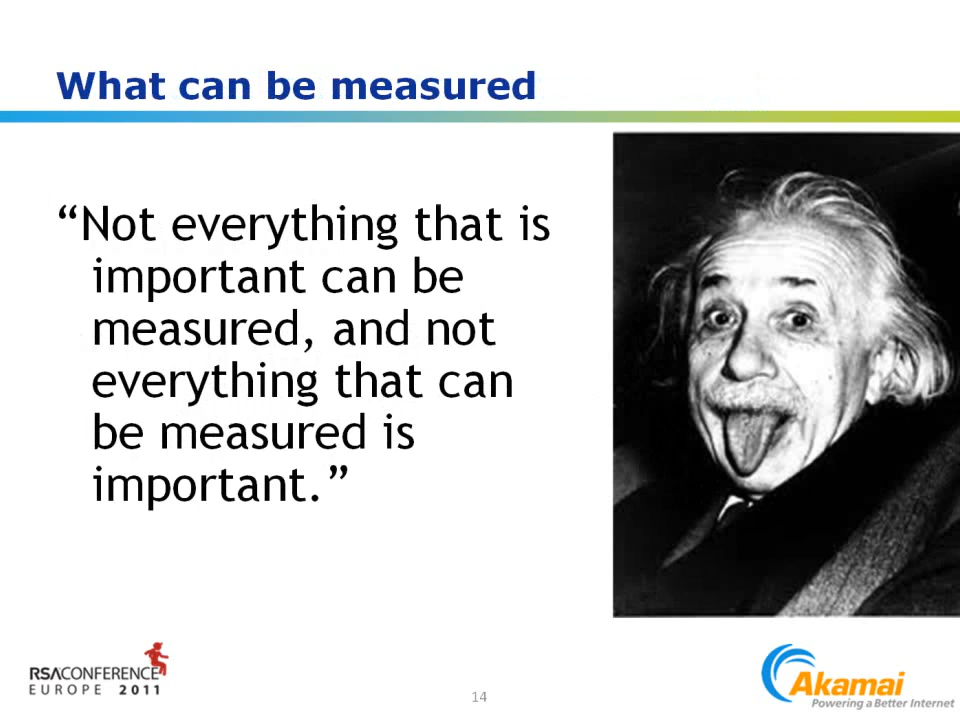 What can be measured
“Not everything that is
important can be
measured, and not
everything that can
be measured is
important.”
RSACONFERENCE
EUROPE 2011
14
Akamai
Powering a Better Internet